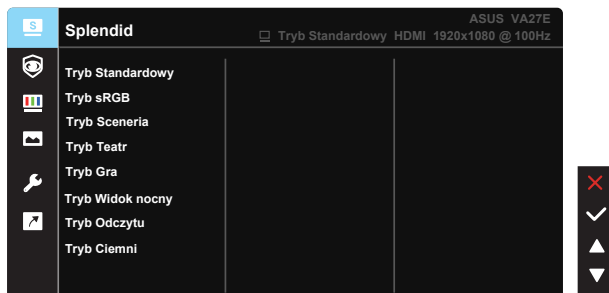 S
Splendid
ASUS VA27E
Tryb Standardowy HDMI 1920x1080 @ 100Hz
Tryb Standardowy
Tryb sRGB
Tryb Sceneria
Tryb Teatr
Tryb Gra
Tryb Widok nocny
Tryb Odczytu
Tryb Ciemni